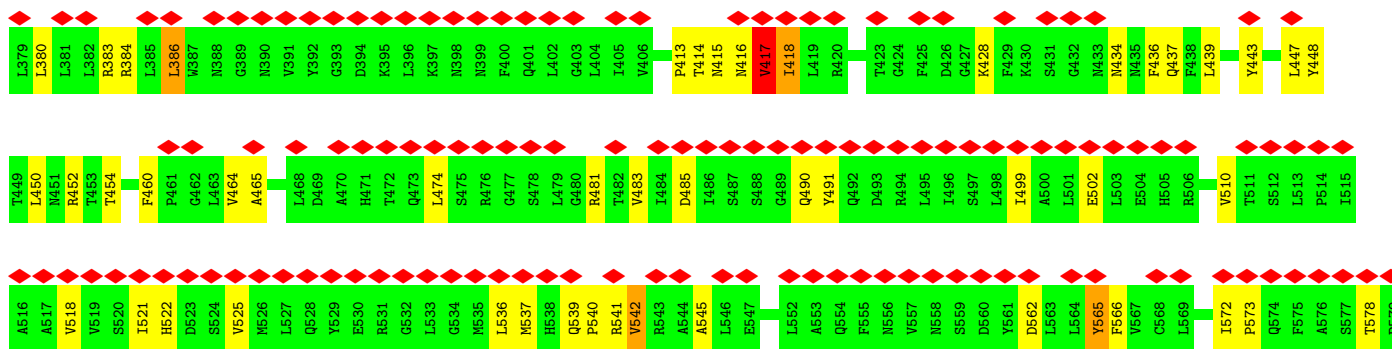 L379 L380 L381 L382 R383 R384 L385 L386 W387 N388 G389 N390 V391 Y392 G393 D394 K395 L396 K397 N398 N399 F400 Q401 L402 G403 L404 I405 V406 P413 T414 N415 N416 V417 I418 L419 R420 T423 G424 F425 D426 G427 K428 F429 K430 S431 G432 N433 N434 N435 F436 Q437 F438 L439 Y443 L447 Y448
T449 L450 N451 R452 T453 T454 F460 P461 G462 L463 V464 A465 L468 D469 A470 H471 T472 Q473 L474 S475 R476 G477 S478 L479 G480 R481 T482 V483 I484 D485 I486 S487 S488 G489 Q490 Y491 Q492 D493 R494 L495 I496 S497 L498 I499 A500 L501 E502 L503 E504 H505 R506 V510 T511 S512 L513 P514 I515
A516 A517 V518 V519 S520 I521 H522 D523 S524 V525 M526 L527 Q528 Y529 E530 R531 G532 L533 G534 M535 L536 M537 H538 Q539 P540 R541 V542 R543 A544 A545 L546 E547 L552 A553 Q554 F555 N556 V557 N558 S559 D560 Y561 D562 L563 L564 Y565 F566 V567 C568 L569 I572 P573 Q574 F575 A576 S577 T578